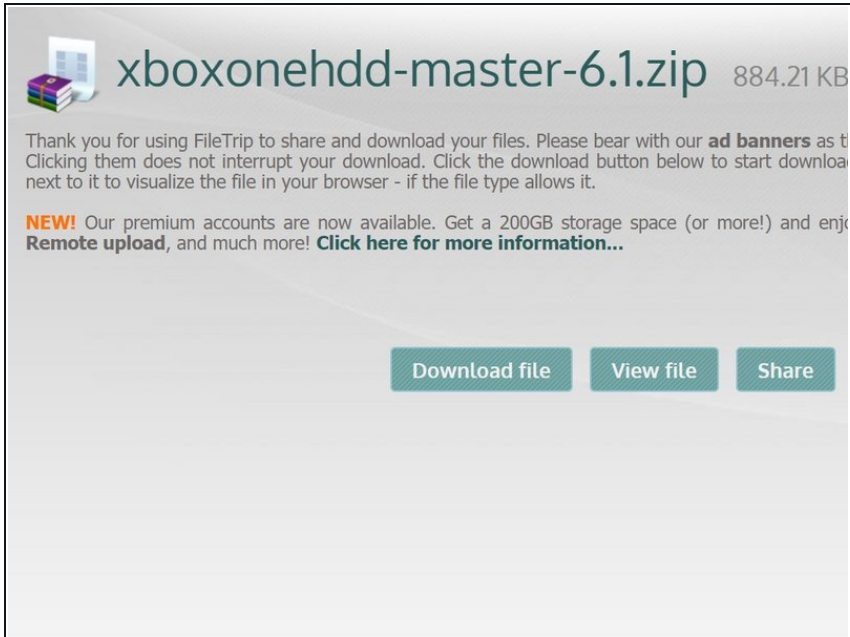 xboxonehdd-master-6.1.zip 884.21 KB
Thank you for using FileTrip to share and download your files. Please bear with our ad banners as
Clicking them does not interrupt your download. Click the download button below to start
next to it to visualize the file in your browser - if the file type allows it.
NEW! Our premium accounts are now available. Get a 200GB storage space (or more!) and
Remote upload, and much more! Click here for more information...
Download file View file Share